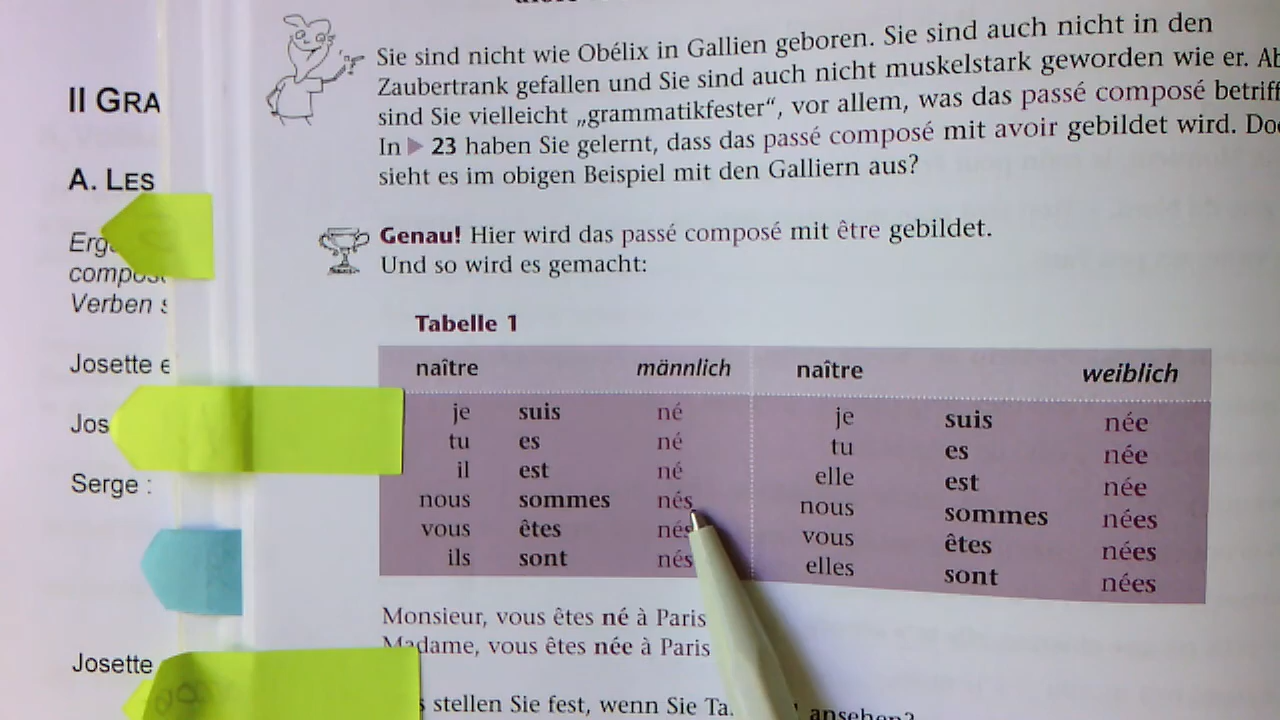 II GRA
A. LES
compos
Verben s
Josette e
Jos
Serge :
Josette
Sie sind nicht wie Obélix in Gallien geboren. Sie sind auch nicht in den
Zaubertrank gefallen und Sie sind auch nicht muskelstark geworden wie er. Ab
sind Sie vielleicht „grammatikfester“, vor allem, was das passé composé betriff
In ▶ 23 haben Sie gelernt, dass das passé composé mit avoir gebildet wird. Doc
sieht es im obigen Beispiel mit den Galliern aus?
Genau! Hier wird das passé composé mit être gebildet.
Und so wird es gemacht:
Tabelle 1
naître männlich naître weiblich
je suis né je suis née
tu es né tu es née
il est né elle est née
nous sommes nés nous sommes nées
vous êtes nés vous êtes nées
ils sont nés elles sont nées
Monsieur, vous êtes né à Paris
Madame, vous êtes née à Paris
stellen Sie fest, wenn Sie Ta. ansehen?